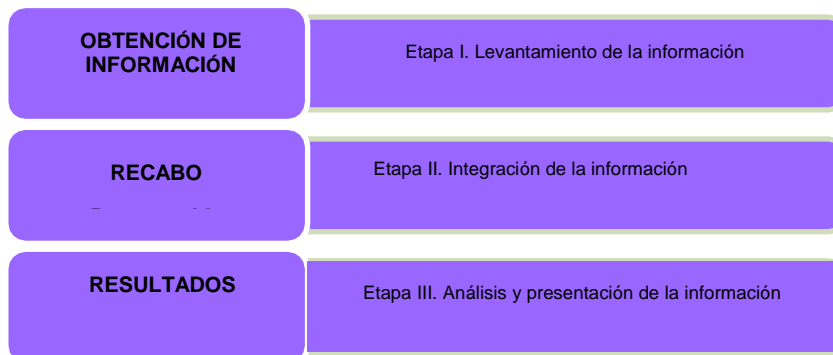 OBTENCIÓN DE
INFORMACIÓN
Etapa I. Levantamiento de la información
RECABO
Etapa II. Integración de la información
RESULTADOS
Etapa III. Análisis y presentación de la información